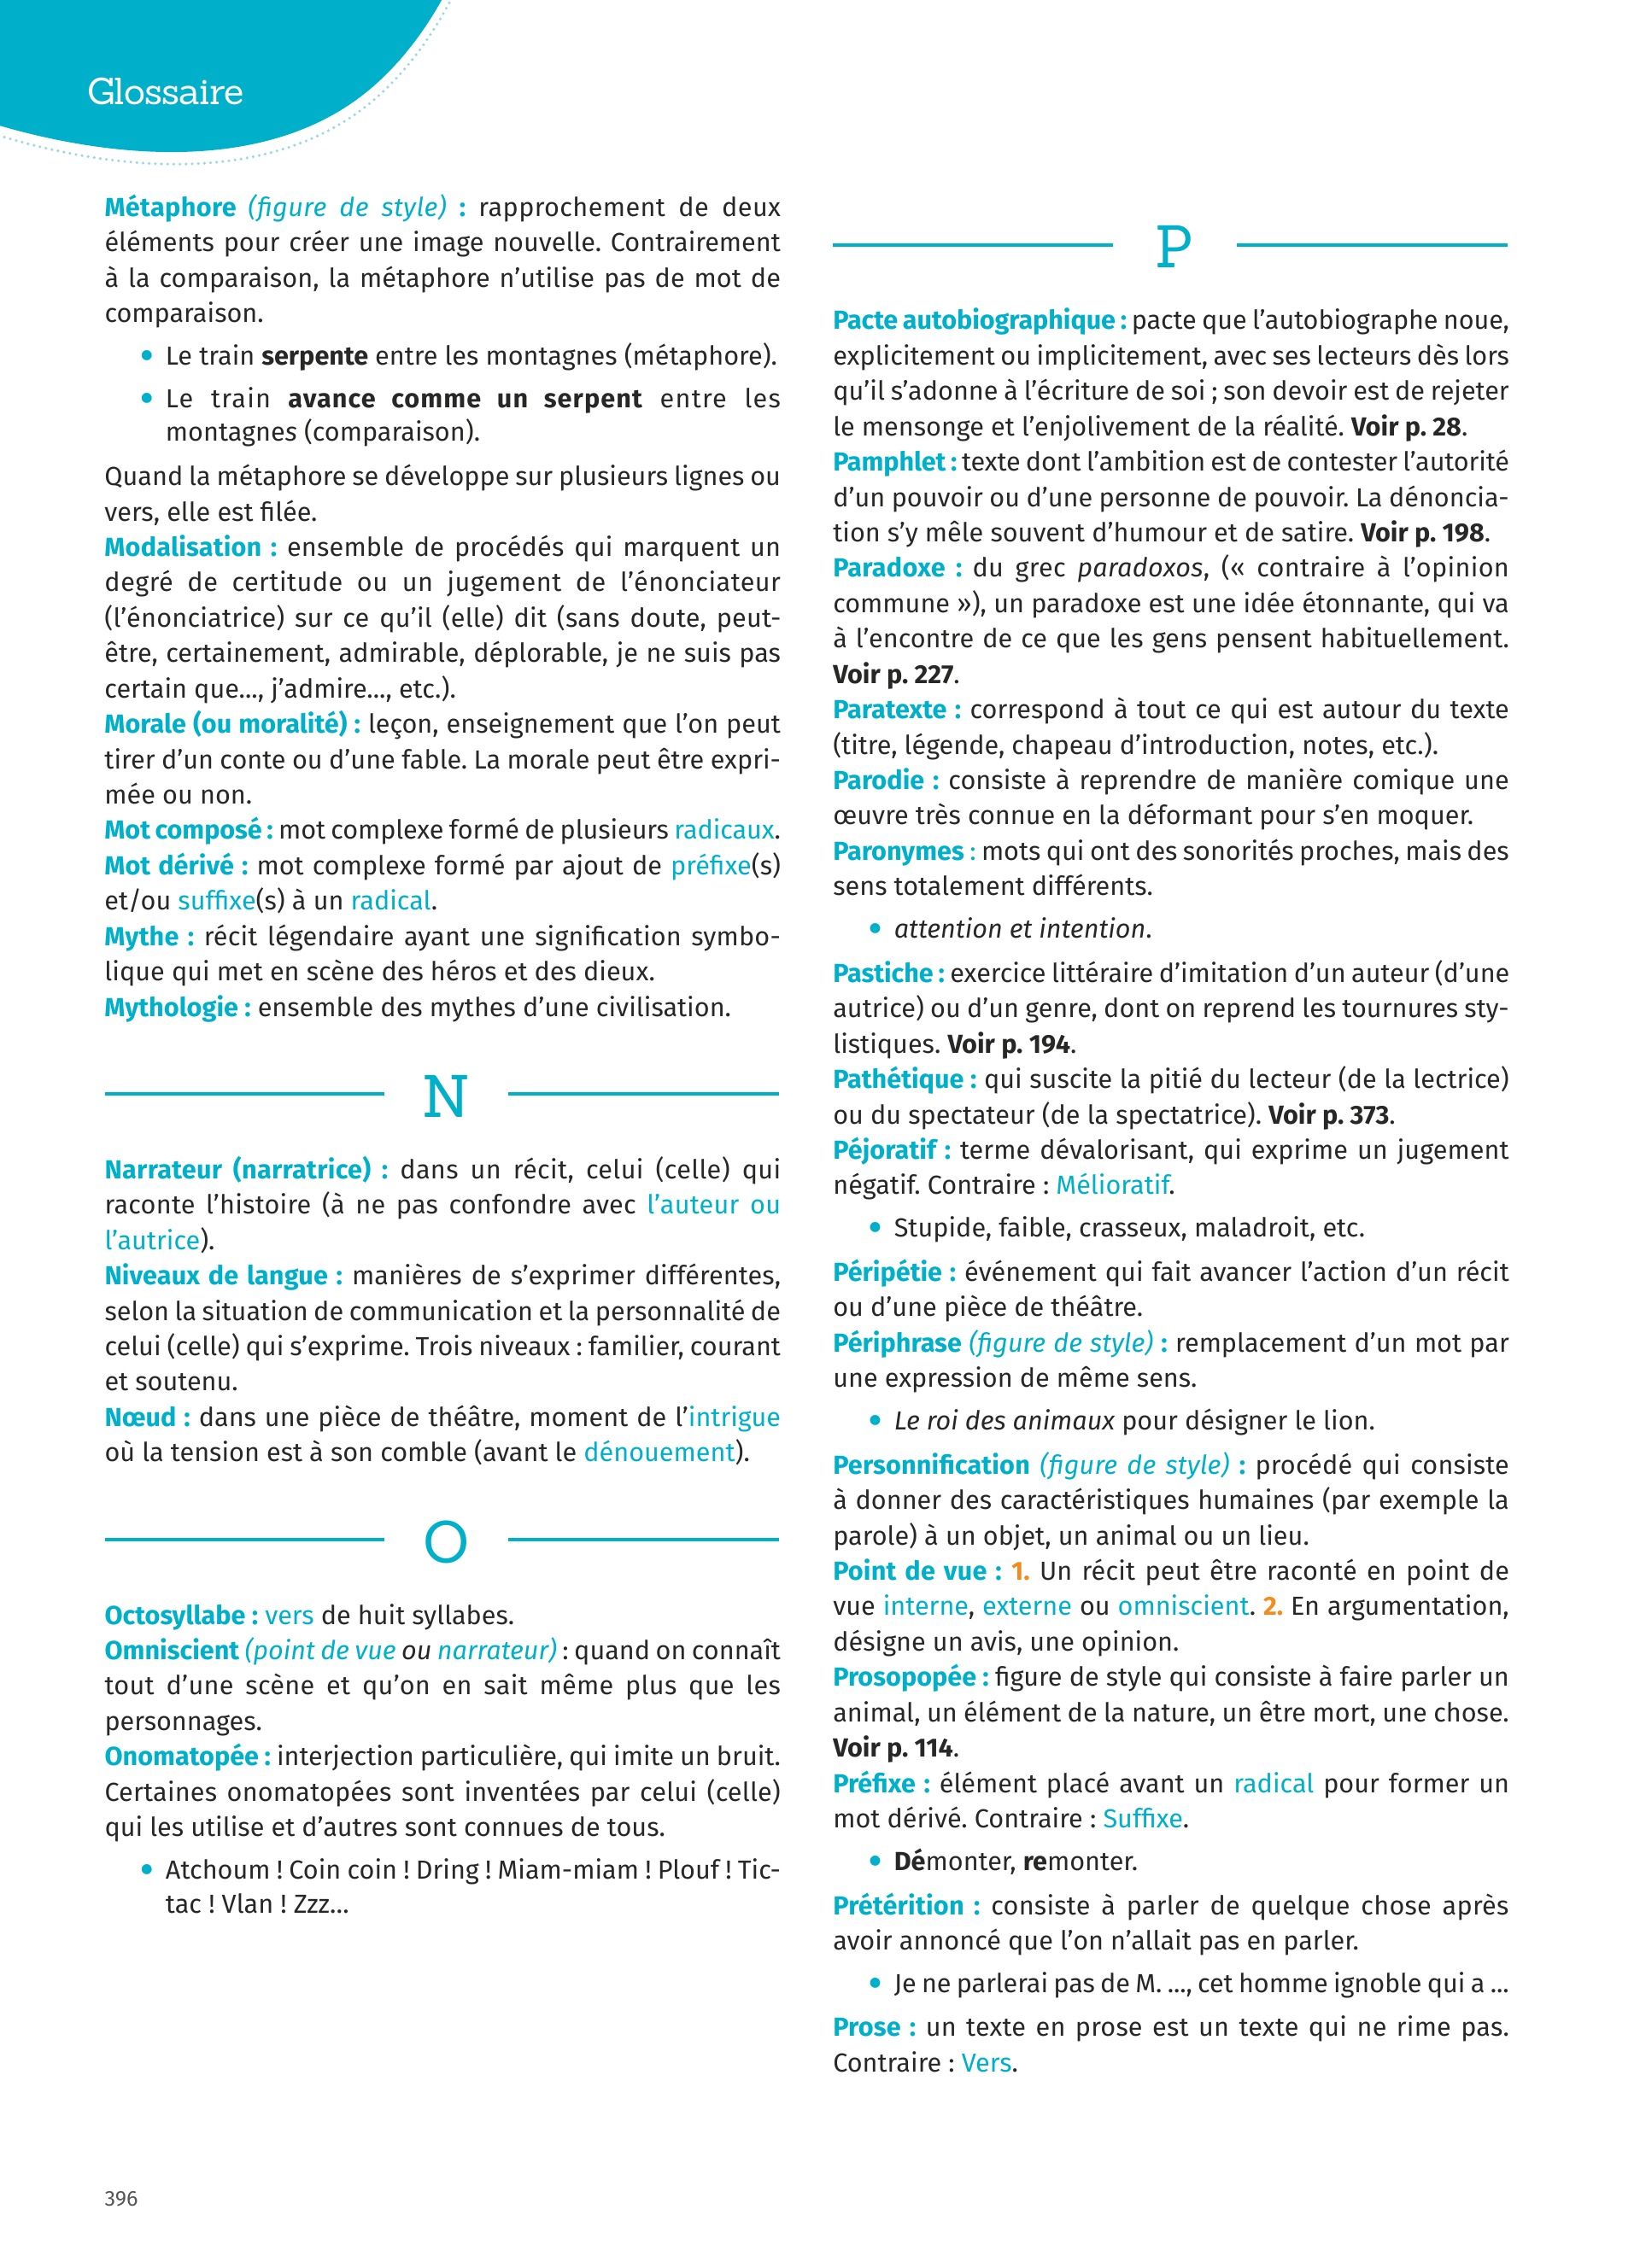 Glossaire
Métaphore (figure de style) : rapprochement de deux
éléments pour créer une image nouvelle. Contrairement
à la comparaison, la métaphore n’utilise pas de mot de
comparaison.
• Le train serpente entre les montagnes (métaphore).
• Le train avance comme un serpent entre les
montagnes (comparaison).
Quand la métaphore se développe sur plusieurs lignes ou
vers, elle est filée.
Modalisation : ensemble de procédés qui marquent un
degré de certitude ou un jugement de l’énonciateur
(l’énonciatrice) sur ce qu’il (elle) dit (sans doute, peut-
être, certainement, admirable, déplorable, je ne suis pas
certain que…, j’admire…, etc.).
Morale (ou moralité) : leçon, enseignement que l’on peut
tirer d’un conte ou d’une fable. La morale peut être expri-
mée ou non.
Mot composé : mot complexe formé de plusieurs radicaux.
Mot dérivé : mot complexe formé par ajout de préfixe(s)
et/ou suffixe(s) à un radical.
Mythe : récit légendaire ayant une signification symbo-
lique qui met en scène des héros et des dieux.
Mythologie : ensemble des mythes d’une civilisation.
N
Narrateur (narratrice) : dans un récit, celui (celle) qui
raconte l’histoire (à ne pas confondre avec l’auteur ou
l’autrice).
Niveaux de langue : manières de s’exprimer différentes,
selon la situation de communication et la personnalité de
celui (celle) qui s’exprime. Trois niveaux : familier, courant
et soutenu.
Nœud : dans une pièce de théâtre, moment de l’intrigue
où la tension est à son comble (avant le dénouement).
O
Octosyllabe : vers de huit syllabes.
Omniscient (point de vue ou narrateur) : quand on connaît
tout d’une scène et qu’on en sait même plus que les
personnages.
Onomatopée : interjection particulière, qui imite un bruit.
Certaines onomatopées sont inventées par celui (celle)
qui les utilise et d’autres sont connues de tous.
• Atchoum ! Coin coin ! Dring ! Miam-miam ! Plouf ! Tic-
tac ! Vlan ! Zzz…
P
Pacte autobiographique : pacte que l’autobiographe noue,
explicitement ou implicitement, avec ses lecteurs dès lors
qu’il s’adonne à l’écriture de soi ; son devoir est de rejeter
le mensonge et l’enjolivement de la réalité. Voir p. 28.
Pamphlet : texte dont l’ambition est de contester l’autorité
d’un pouvoir ou d’une personne de pouvoir. La dénoncia-
tion s’y mêle souvent d’humour et de satire. Voir p. 198.
Paradoxe : du grec paradoxos, (« contraire à l’opinion
commune »), un paradoxe est une idée étonnante, qui va
à l’encontre de ce que les gens pensent habituellement.
Voir p. 227.
Paratexte : correspond à tout ce qui est autour du texte
(titre, légende, chapeau d’introduction, notes, etc.).
Parodie : consiste à reprendre de manière comique une
œuvre très connue en la déformant pour s’en moquer.
Paronymes : mots qui ont des sonorités proches, mais des
sens totalement différents.
• attention et intention.
Pastiche : exercice littéraire d’imitation d’un auteur (d’une
autrice) ou d’un genre, dont on reprend les tournures sty-
listiques. Voir p. 194.
Pathétique : qui suscite la pitié du lecteur (de la lectrice)
ou du spectateur (de la spectatrice). Voir p. 373.
Péjoratif : terme dévalorisant, qui exprime un jugement
négatif. Contraire : Mélioratif.
• Stupide, faible, crasseux, maladroit, etc.
Péripétie : événement qui fait avancer l’action d’un récit
ou d’une pièce de théâtre.
Périphrase (figure de style) : remplacement d’un mot par
une expression de même sens.
• Le roi des animaux pour désigner le lion.
Personnification (figure de style) : procédé qui consiste
à donner des caractéristiques humaines (par exemple la
parole) à un objet, un animal ou un lieu.
Point de vue : 1. Un récit peut être raconté en point de
vue interne, externe ou omniscient. 2. En argumentation,
désigne un avis, une opinion.
Prosopopée : figure de style qui consiste à faire parler un
animal, un élément de la nature, un être mort, une chose.
Voir p. 114.
Préfixe : élément placé avant un radical pour former un
mot dérivé. Contraire : Suffixe.
• Démonter, remonter.
Prétérition : consiste à parler de quelque chose après
avoir annoncé que l’on n’allait pas en parler.
• Je ne parlerai pas de M. …, cet homme ignoble qui a …
Prose : un texte en prose est un texte qui ne rime pas.
Contraire : Vers.
396